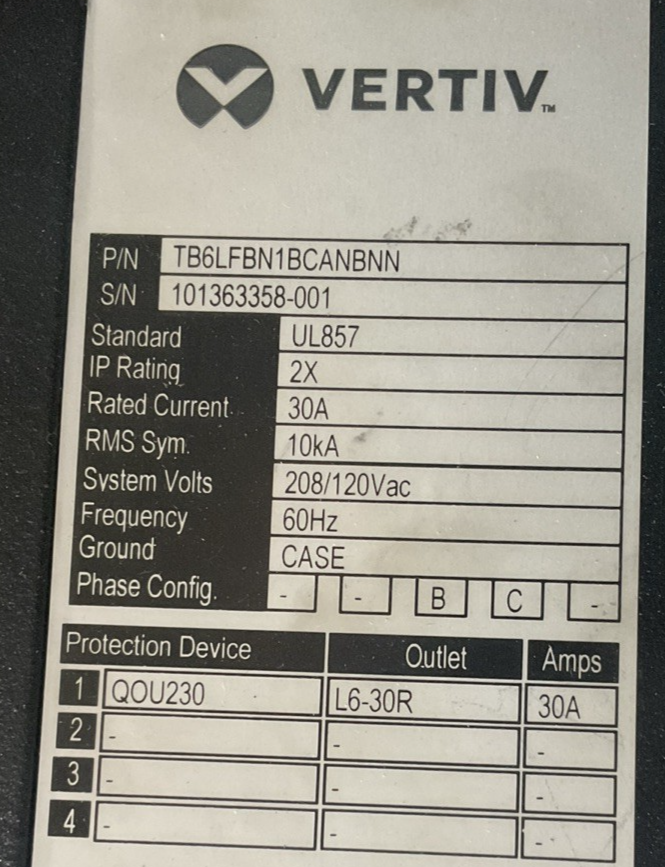 VERTIV™
P/N TB6LFBN1BCANBNN
S/N 101363358-001
Standard UL857
IP Rating 2X
Rated Current 30A
RMS Sym. 10kA
System Volts 208/120Vac
Frequency 60Hz
Ground CASE
Phase Config. - - B C -
Protection Device Outlet Amps
1 QOU230 L6-30R 30A
2 - - -
3 - - -
4 - - -